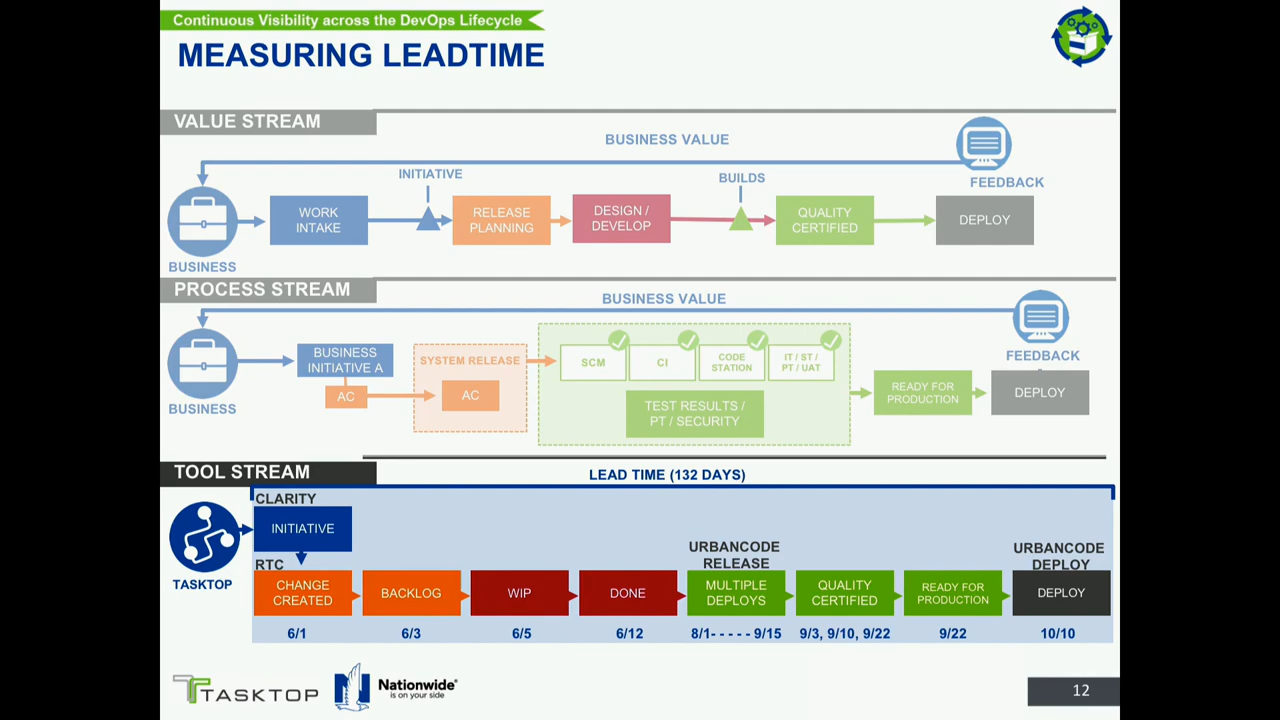 Continuous Visibility across the DevOps Lifecycle
MEASURING LEADTIME
VALUE STREAM
BUSINESS VALUE
INITIATIVE
BUILDS
FEEDBACK
WORK
INTAKE
RELEASE
PLANNING
DESIGN /
DEVELOP
QUALITY
CERTIFIED
DEPLOY
BUSINESS
PROCESS STREAM
BUSINESS VALUE
FEEDBACK
BUSINESS
INITIATIVE A
AC
SYSTEM RELEASE
AC
SCM
CI
CODE
STATION
IT / ST /
PT / UAT
TEST RESULTS /
PT / SECURITY
READY FOR
PRODUCTION
DEPLOY
BUSINESS
TOOL STREAM
LEAD TIME (132 DAYS)
CLARITY
INITIATIVE
TASKTOP
RTC
URBANCODE
RELEASE
URBANCODE
DEPLOY
CHANGE
CREATED
BACKLOG
WIP
DONE
MULTIPLE
DEPLOYS
QUALITY
CERTIFIED
READY FOR
PRODUCTION
DEPLOY
6/1
6/3
6/5
6/12
8/1- - - - - 9/15
9/3, 9/10, 9/22
9/22
10/10
TASKTOP
Nationwide®
is on your side
12